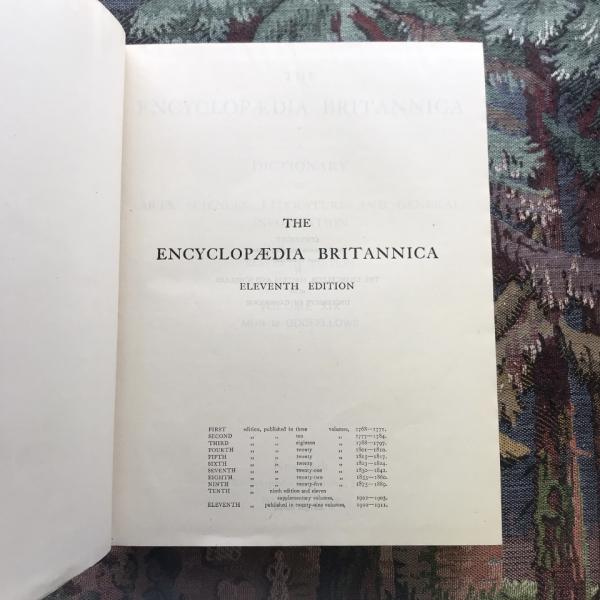 THE
ENCYCLOPÆDIA BRITANNICA
ELEVENTH EDITION
FIRST edition, published in three volumes, 1768—1771.
SECOND „ „ ten „ 1777—1784.
THIRD „ „ eighteen „ 1788—1797.
FOURTH „ „ twenty „ 1801—1810.
FIFTH „ „ twenty „ 1815—1817.
SIXTH „ „ twenty „ 1823—1824.
SEVENTH „ „ twenty-one „ 1830—1842.
EIGHTH „ „ twenty-two „ 1853—1860.
NINTH „ „ twenty-five „ 1875—1889.
TENTH „ ninth edition and eleven
supplementary volumes, 1902—1903.
ELEVENTH „ published in twenty-nine volumes, 1910—1911.